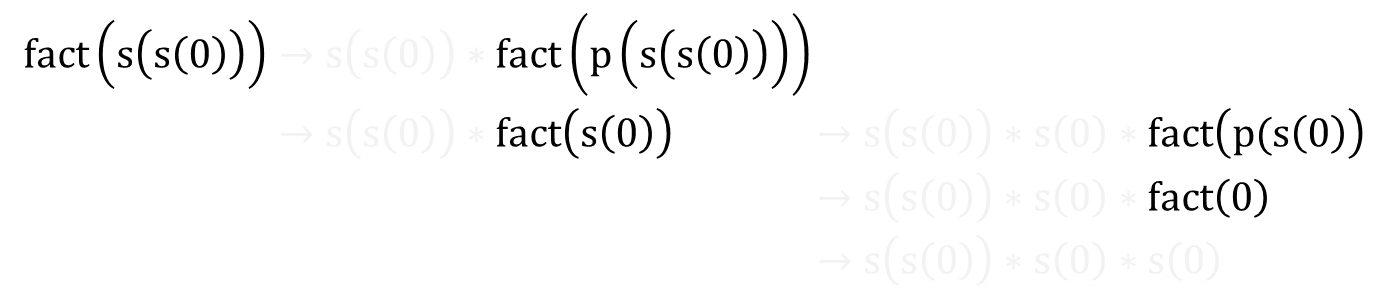 fact(s(s(0))) → s(s(0)) ∗ fact(p(s(s(0))))
→ s(s(0)) ∗ fact(s(0)) → s(s(0)) ∗ s(0) ∗ fact(p(s(0))
→ s(s(0)) ∗ s(0) ∗ fact(0)
→ s(s(0)) ∗ s(0) ∗ s(0)